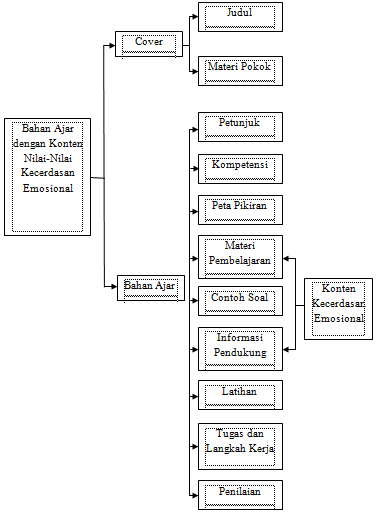 Judul
Cover
Materi Pokok
Petunjuk
Bahan Ajar
dengan Konten
Nilai-Nilai
Kecerdasan
Emosional
Kompetensi
Peta Pikiran
Materi
Pembelajaran
Bahan Ajar
Contoh Soal
Konten
Kecerdasan
Emosional
Informasi
Pendukung
Latihan
Tugas dan
Langkah Kerja
Penilaian